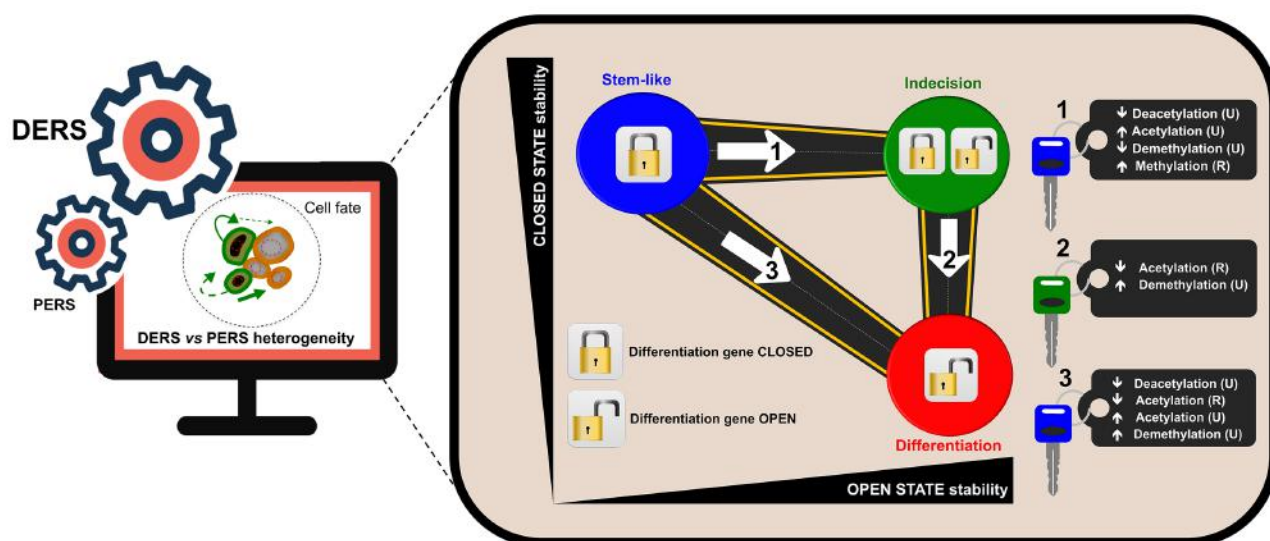 DERS
PERS
Cell fate
DERS vs PERS heterogeneity
CLOSED STATE stability
Stem-like
Indecision
1
3
2
Differentiation gene CLOSED
Differentiation gene OPEN
Differentiation
OPEN STATE stability
1
↓ Deacetylation (U)
↑ Acetylation (U)
↓ Demethylation (U)
↑ Methylation (R)
2
↓ Acetylation (R)
↑ Demethylation (U)
3
↓ Deacetylation (U)
↓ Acetylation (R)
↑ Acetylation (U)
↑ Demethylation (U)